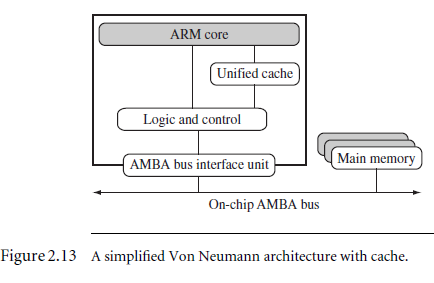 ARM core
Unified cache
Logic and control
AMBA bus interface unit
Main memory
On-chip AMBA bus
Figure 2.13 A simplified Von Neumann architecture with cache.